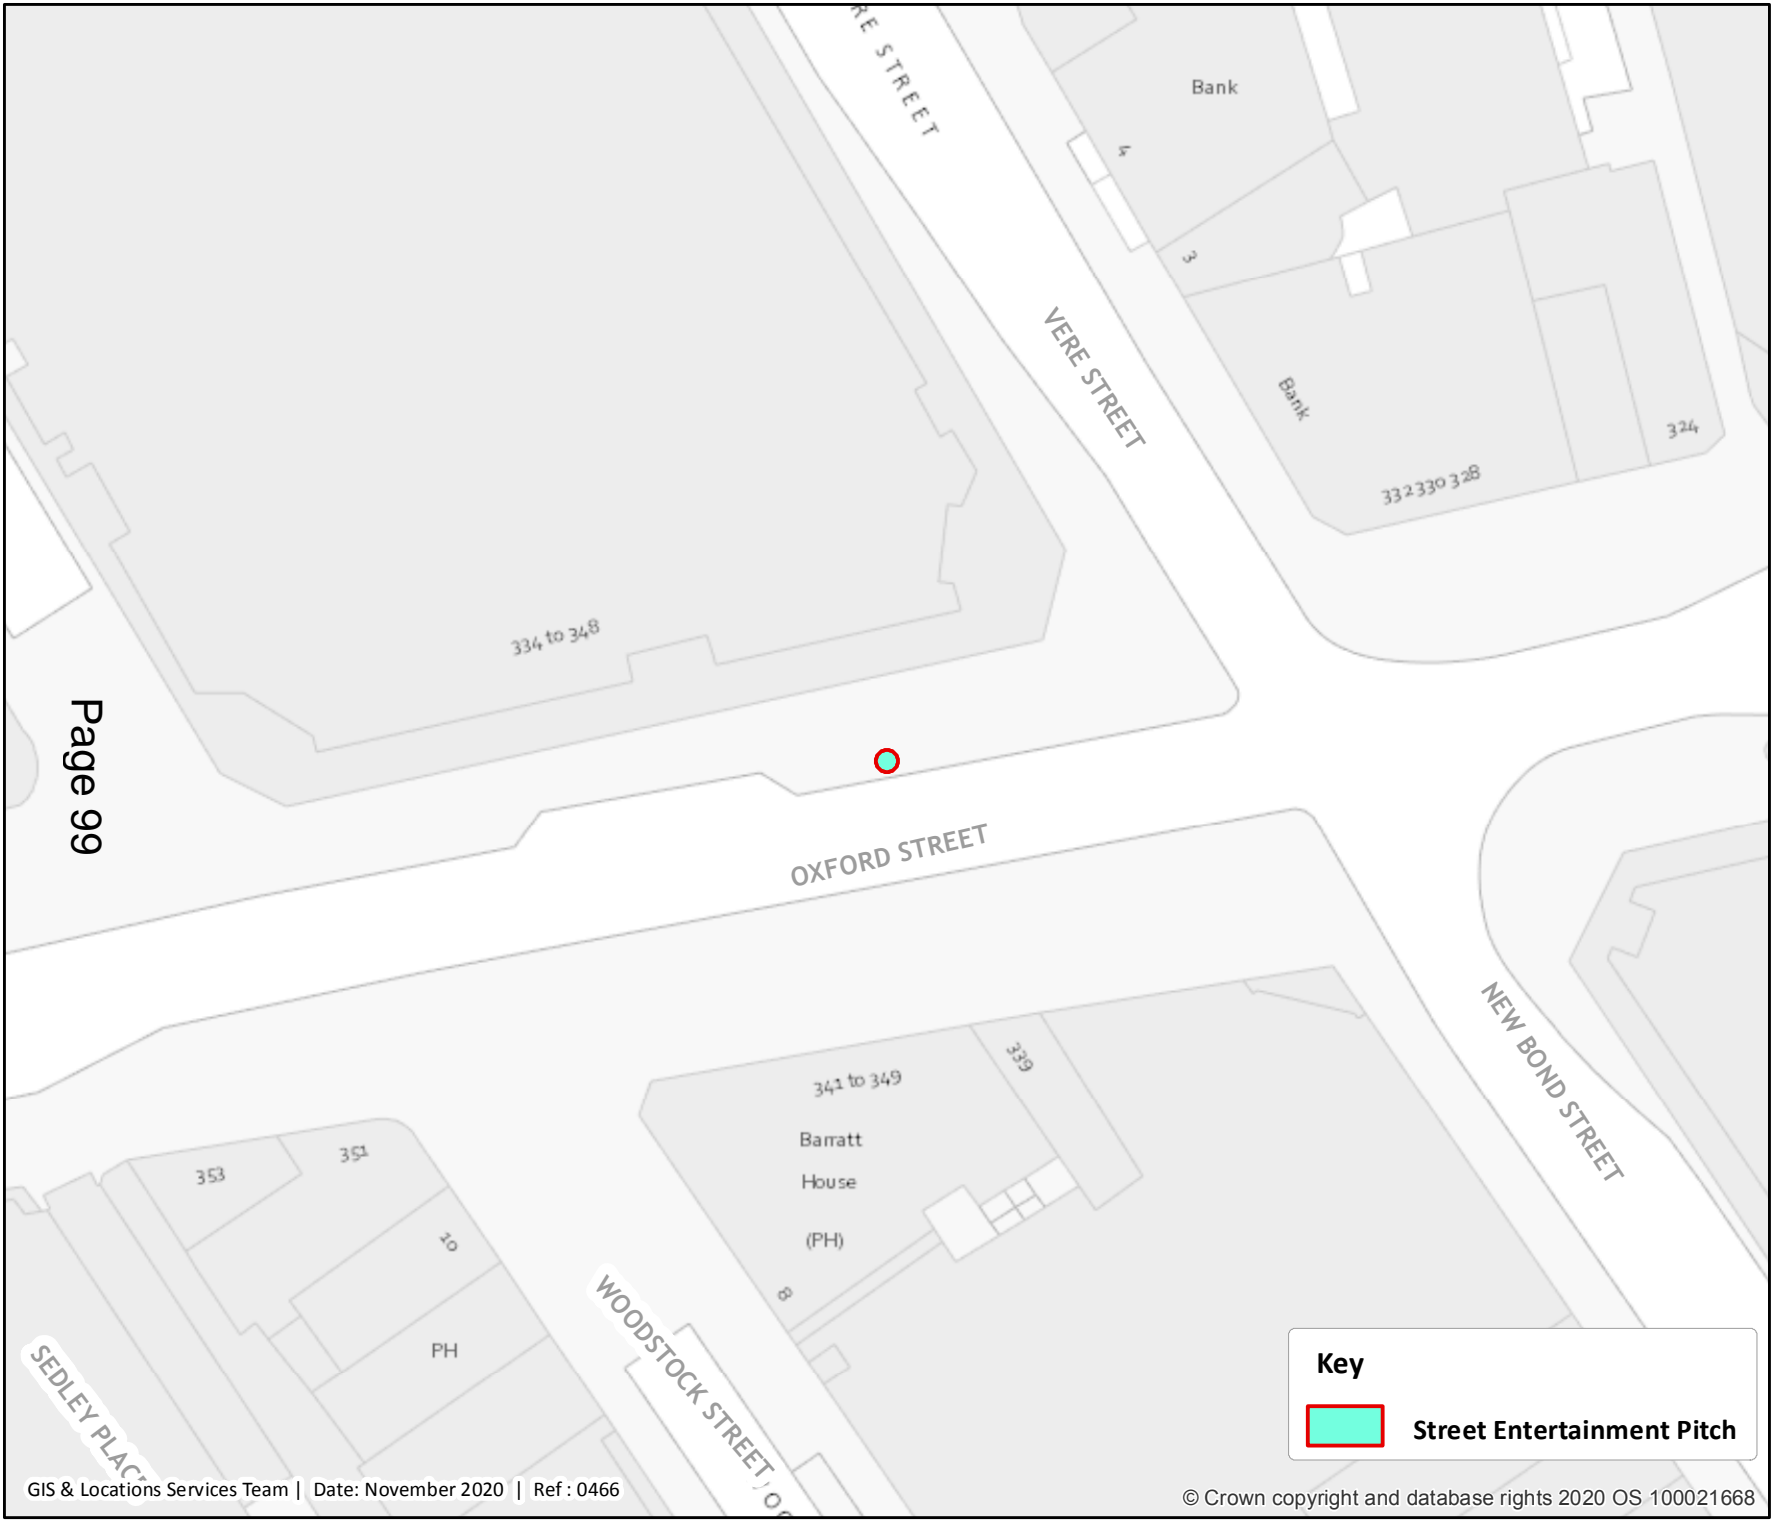 RE STREET
Bank
4
3
VERE STREET
Bank
324
332 330 328
334 to 348
Page 99
OXFORD STREET
339
341 to 349
Barratt
House
(PH)
8
353
351
10
PH
NEW BOND STREET
WOODSTOCK STREET
SEDLEY PLACE
Key
Street Entertainment Pitch
GIS & Locations Services Team | Date: November 2020 | Ref : 0466
© Crown copyright and database rights 2020 OS 100021668